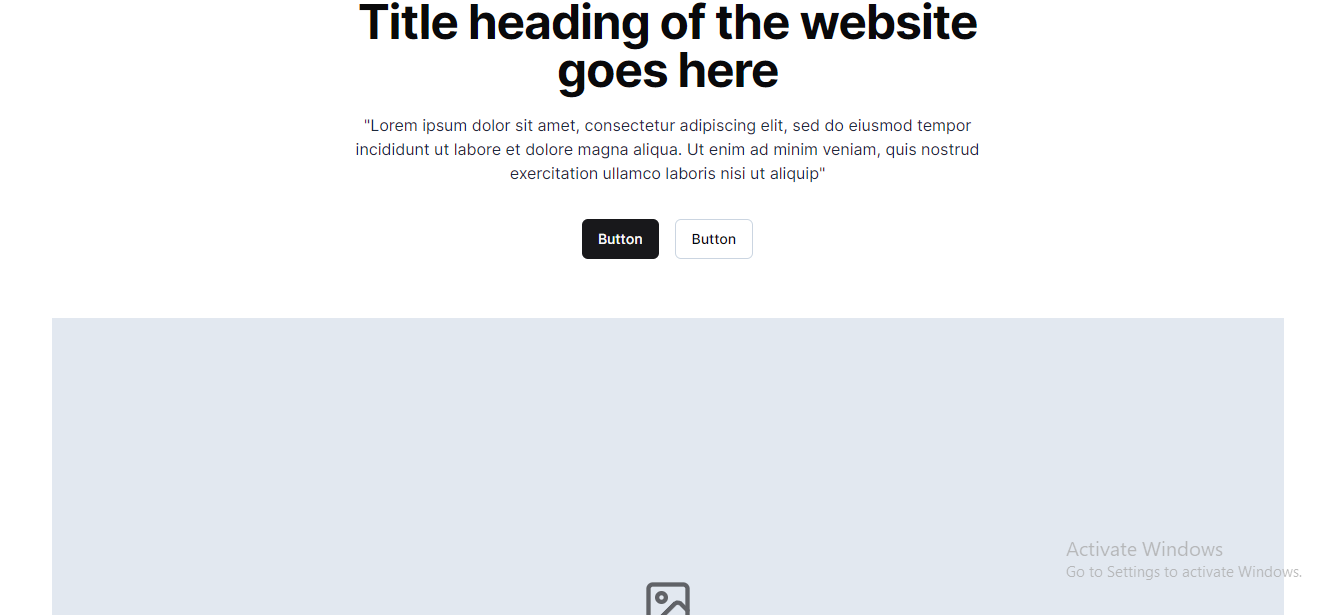 Title heading of the website
goes here
"Lorem ipsum dolor sit amet, consectetur adipiscing elit, sed do eiusmod tempor
incididunt ut labore et dolore magna aliqua. Ut enim ad minim veniam, quis nostrud
exercitation ullamco laboris nisi ut aliquip"
Button Button
Activate Windows
Go to Settings to activate Windows.